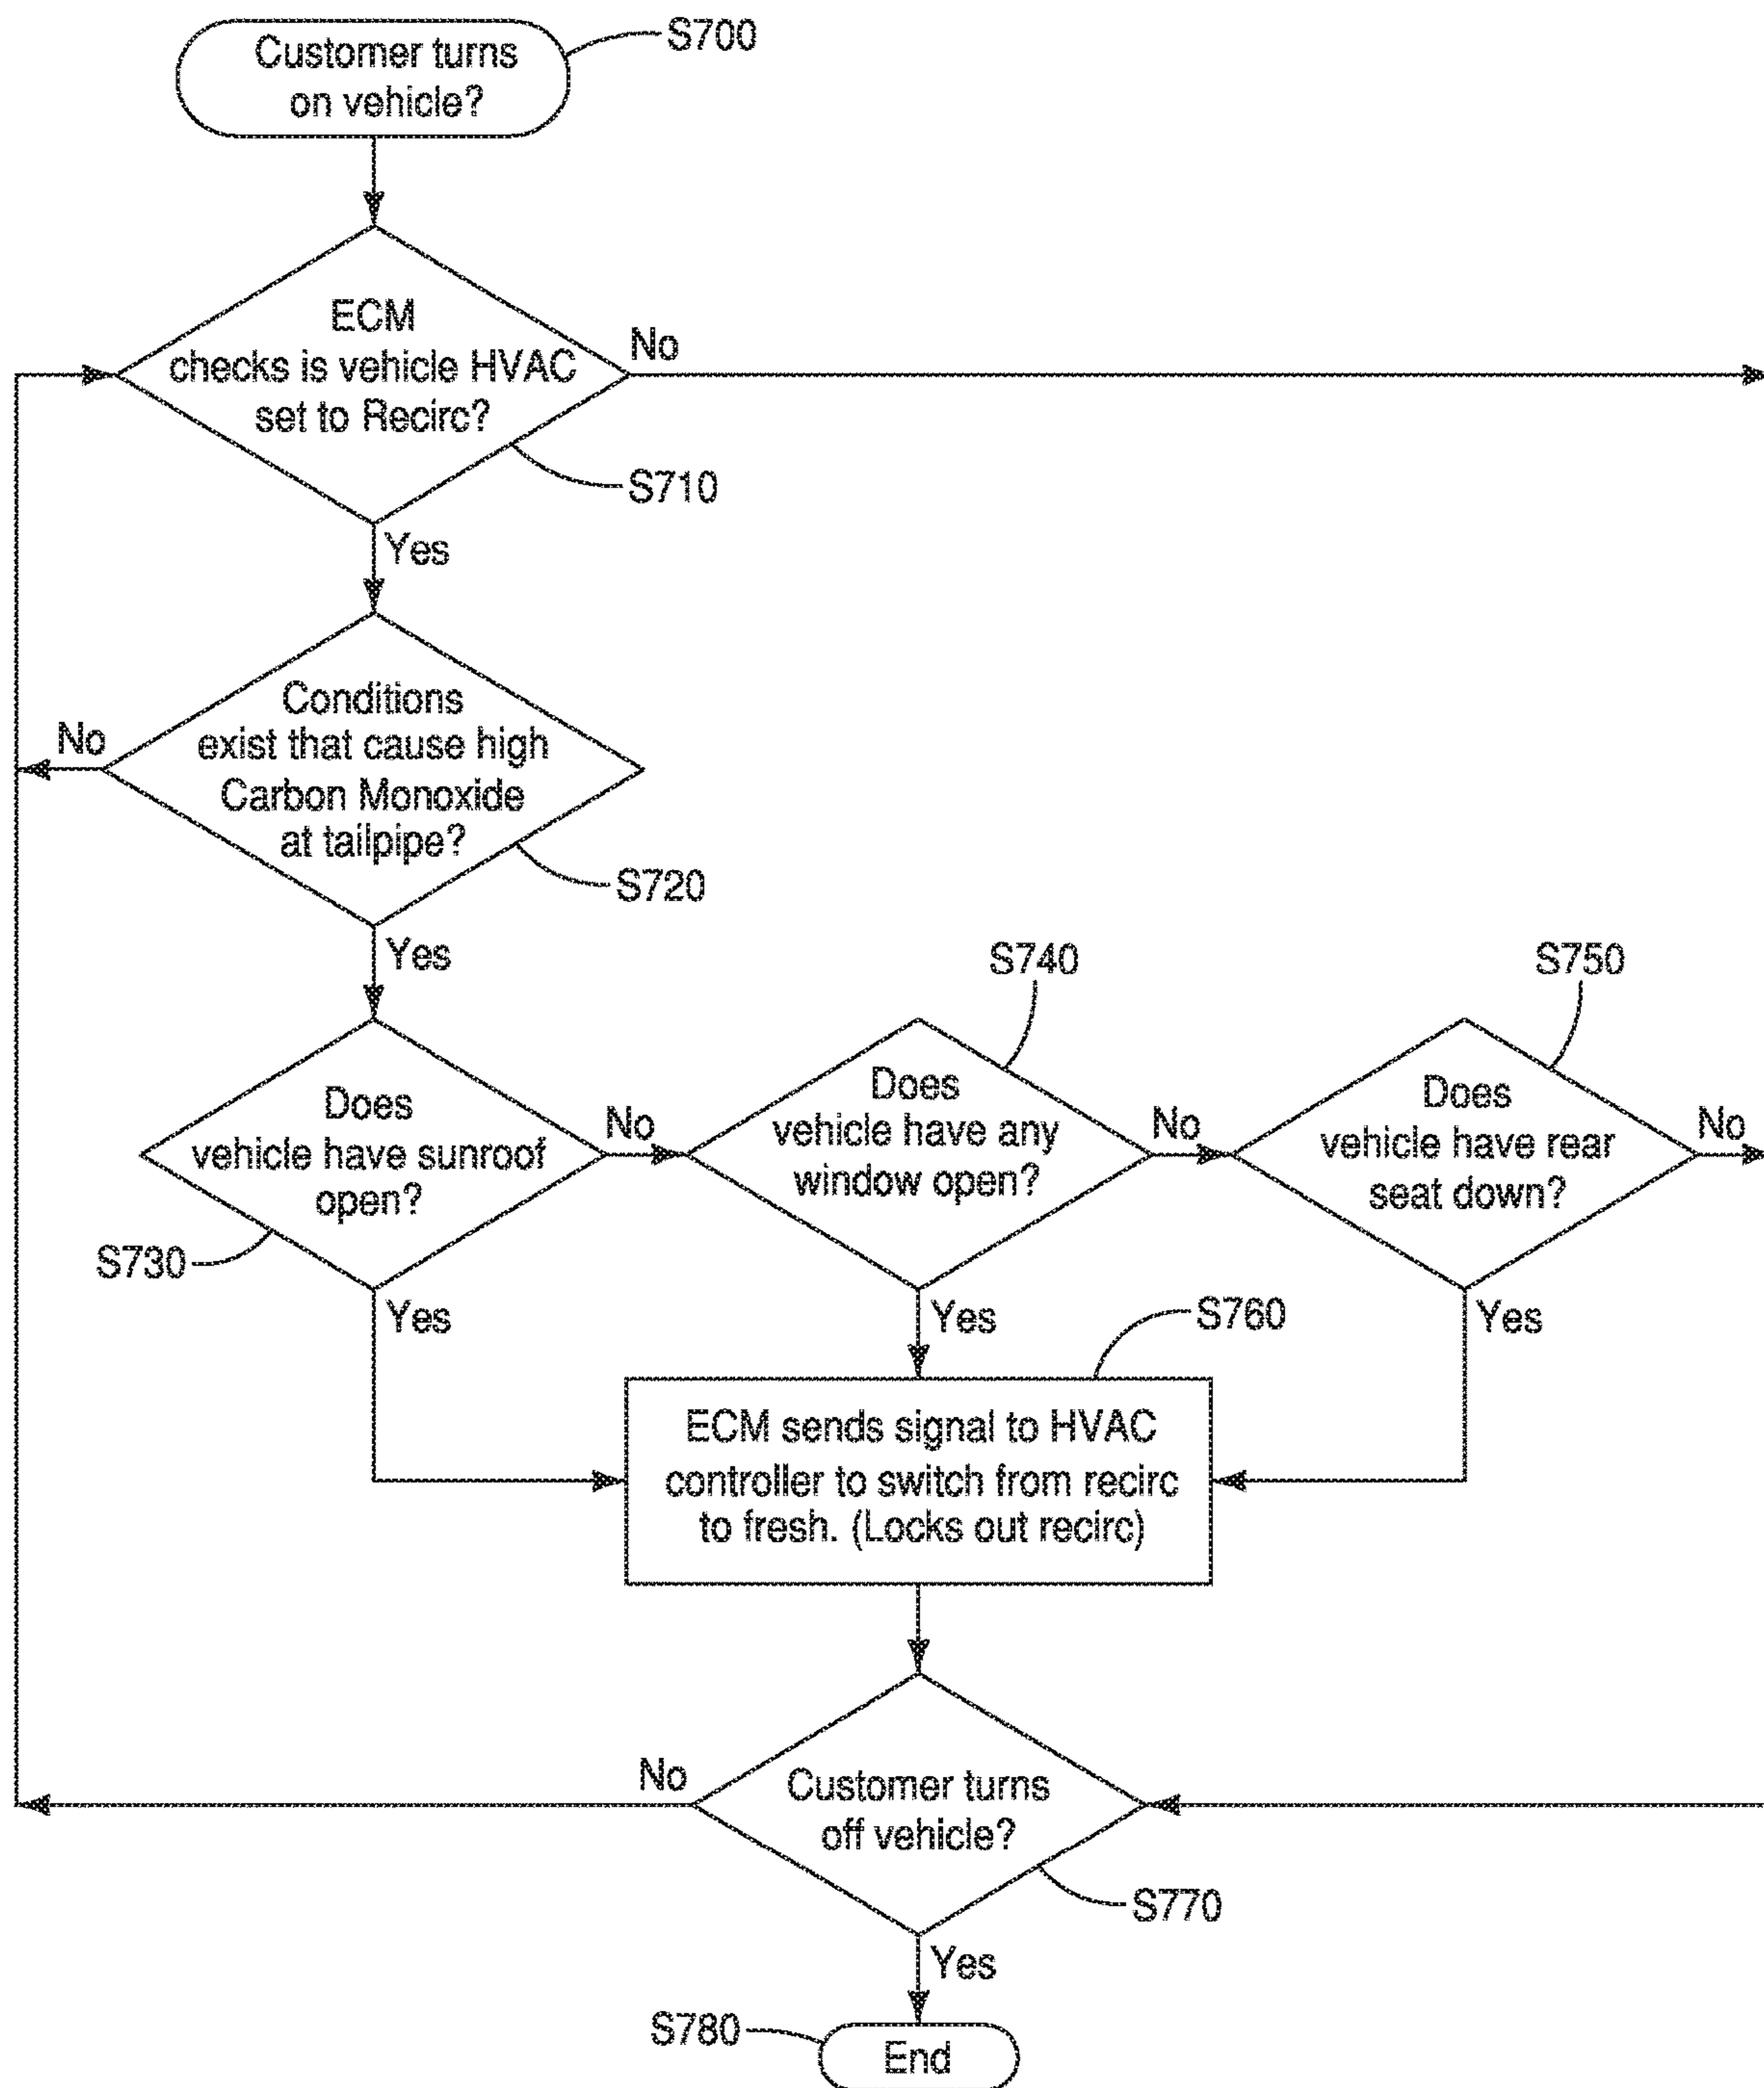 Customer turns
on vehicle?
S700
ECM
checks is vehicle HVAC
set to Recirc?
No
S710
Yes
Conditions
exist that cause high
Carbon Monoxide
at tailpipe?
No
S720
Yes
Does
vehicle have sunroof
open?
S730
No
Yes
S740
Does
vehicle have any
window open?
No
Yes
S750
Does
vehicle have rear
seat down?
No
Yes
S760
ECM sends signal to HVAC
controller to switch from recirc
to fresh. (Locks out recirc)
No
Customer turns
off vehicle?
S770
Yes
S780
End